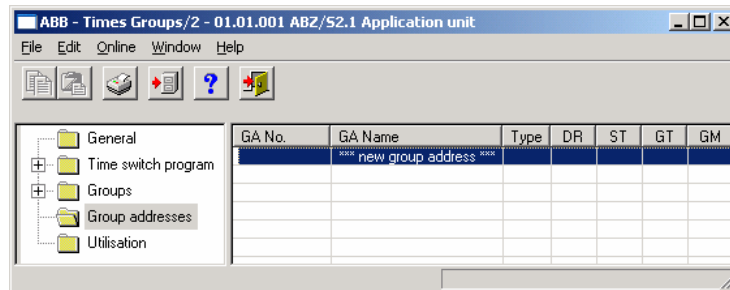 ABB - Times Groups/2 - 01.01.001 ABZ/S2.1 Application unit
File Edit Online Window Help
?
GA No. GA Name Type DR ST GT GM
*** new group address ***
General
Time switch program
Groups
Group addresses
Utilisation